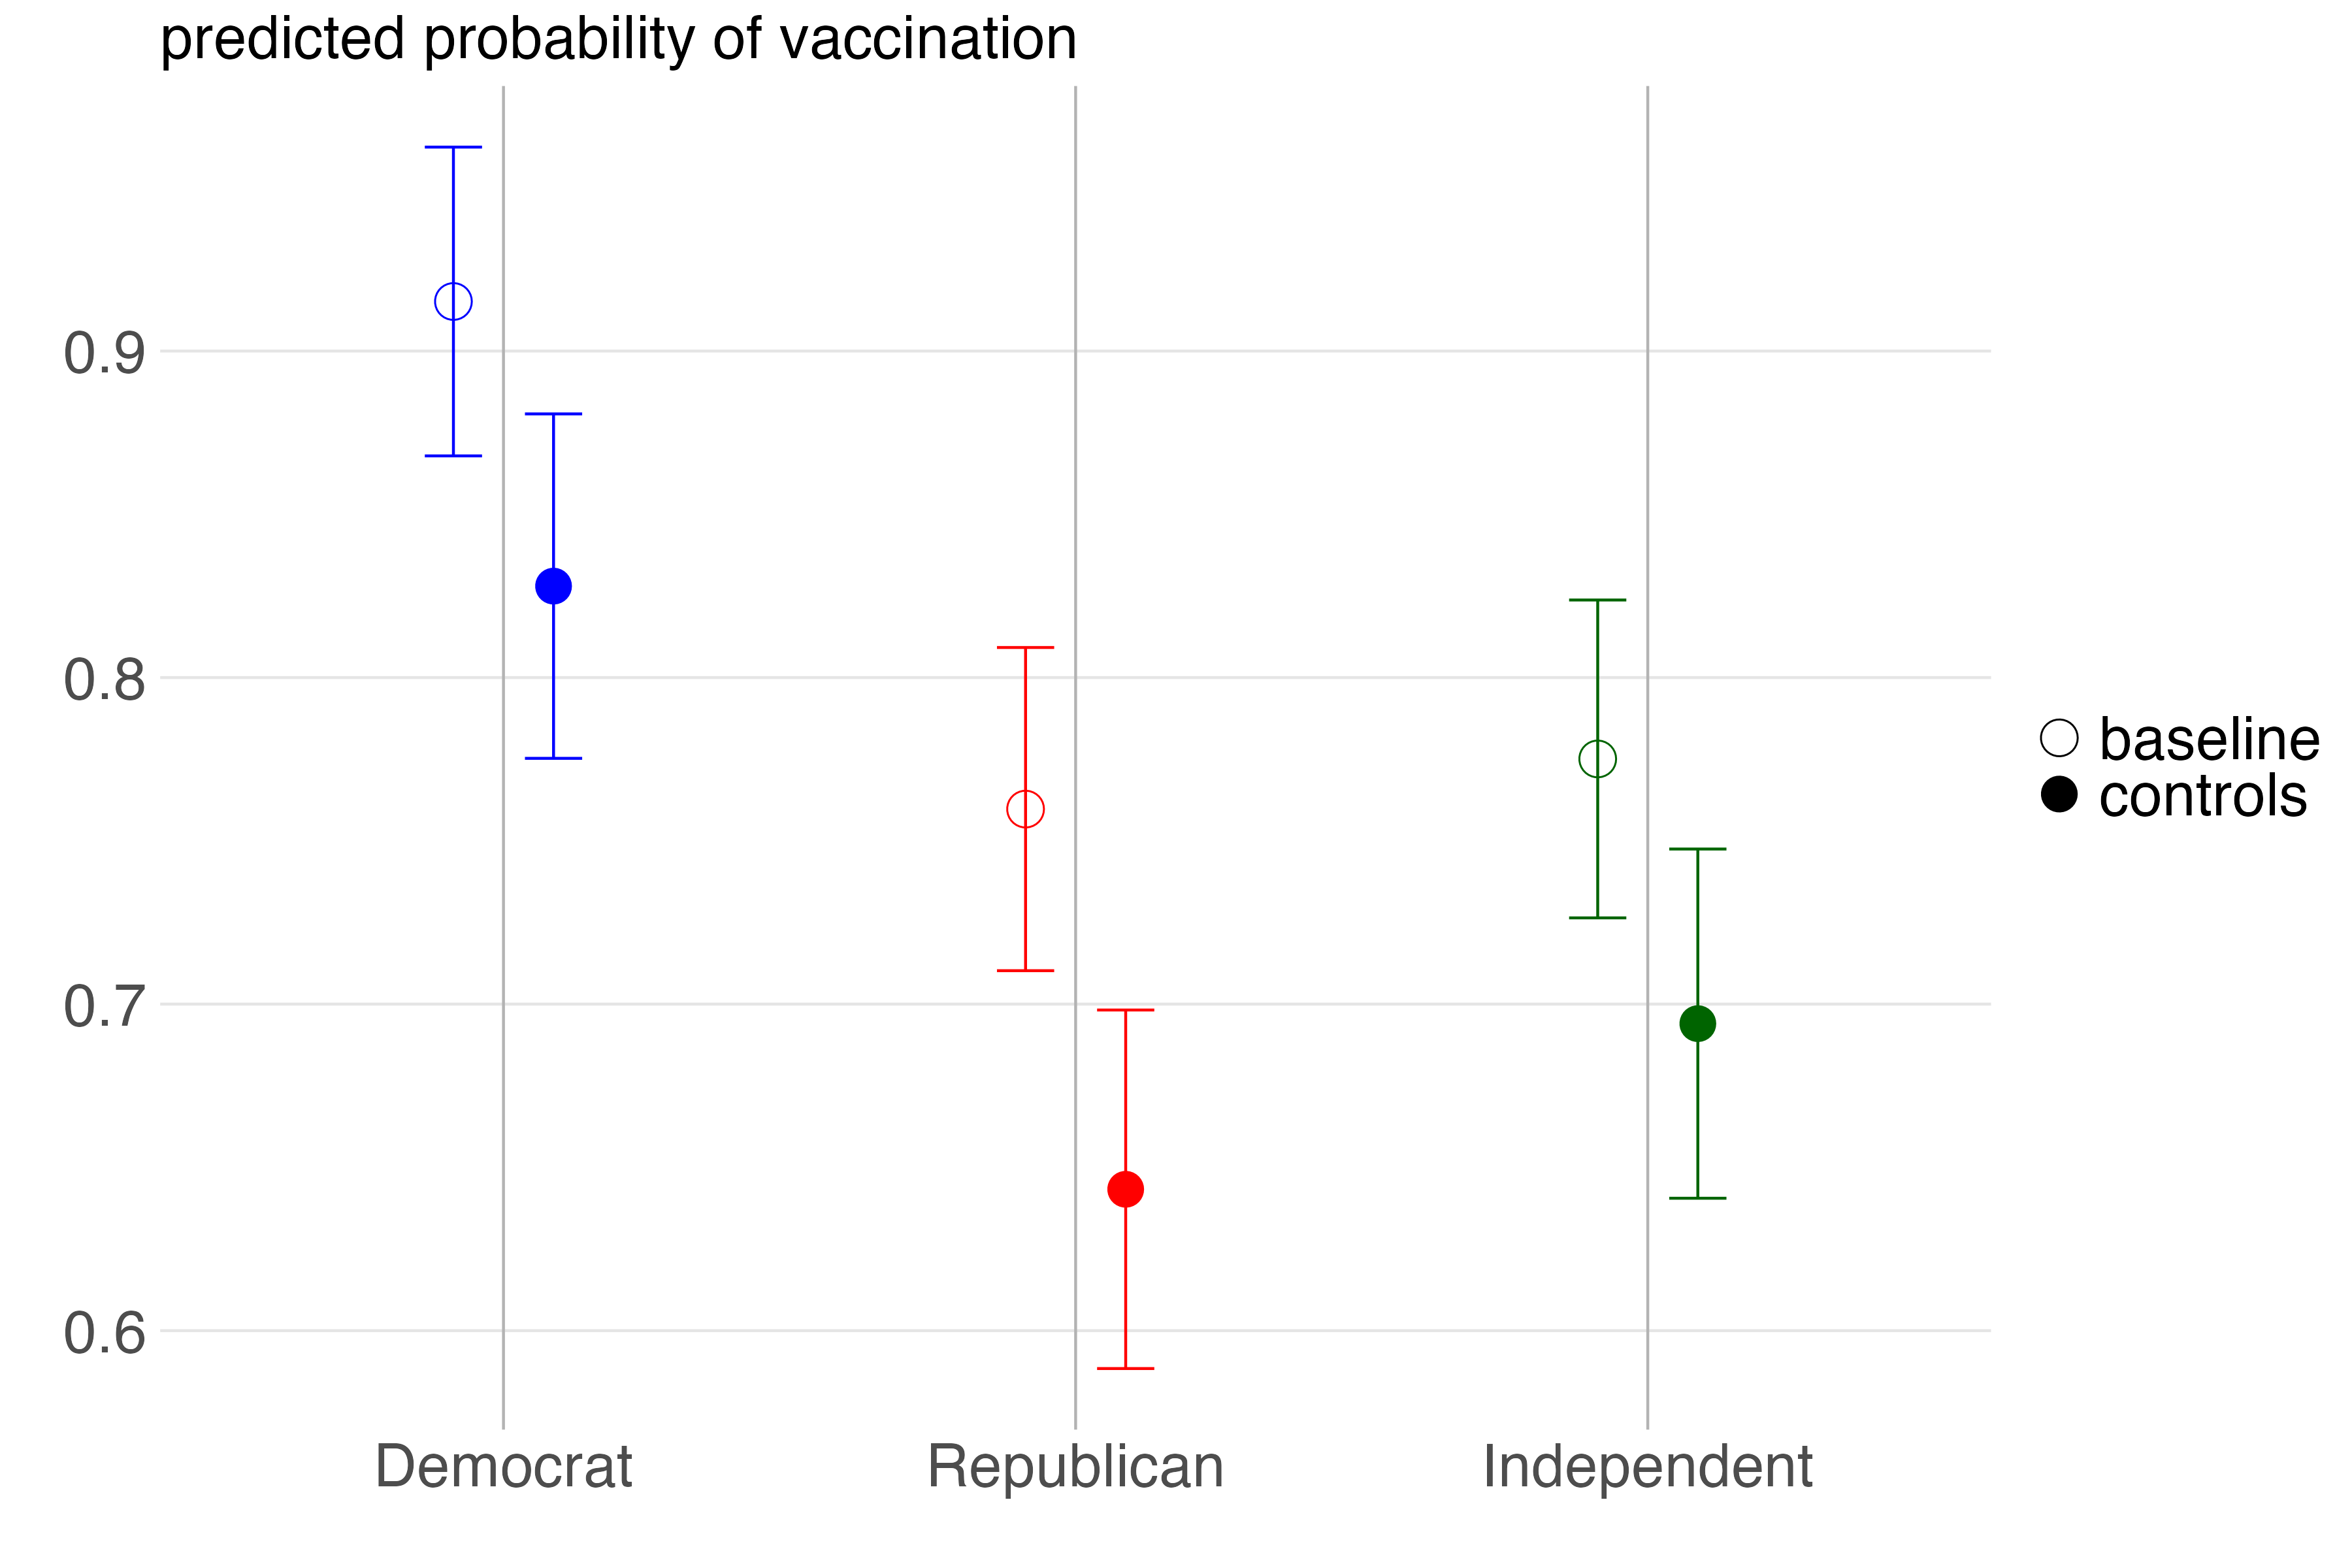 predicted probability of vaccination
0.9
0.8
0.7
0.6
Democrat
Republican
Independent
baseline
controls